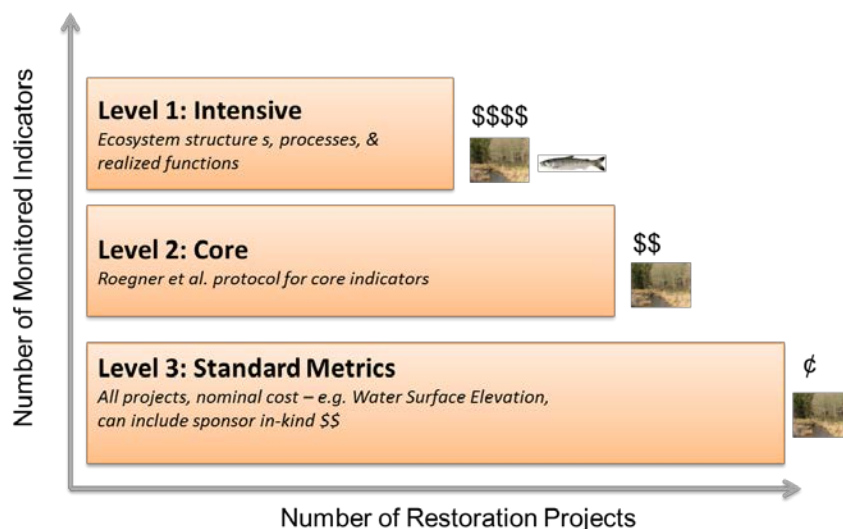 Number of Monitored Indicators
Level 1: Intensive
Ecosystem structure s, processes, &
realized functions
$$$$
Level 2: Core
Roegner et al. protocol for core indicators
$$
Level 3: Standard Metrics
All projects, nominal cost – e.g. Water Surface Elevation,
can include sponsor in-kind $$
¢
Number of Restoration Projects